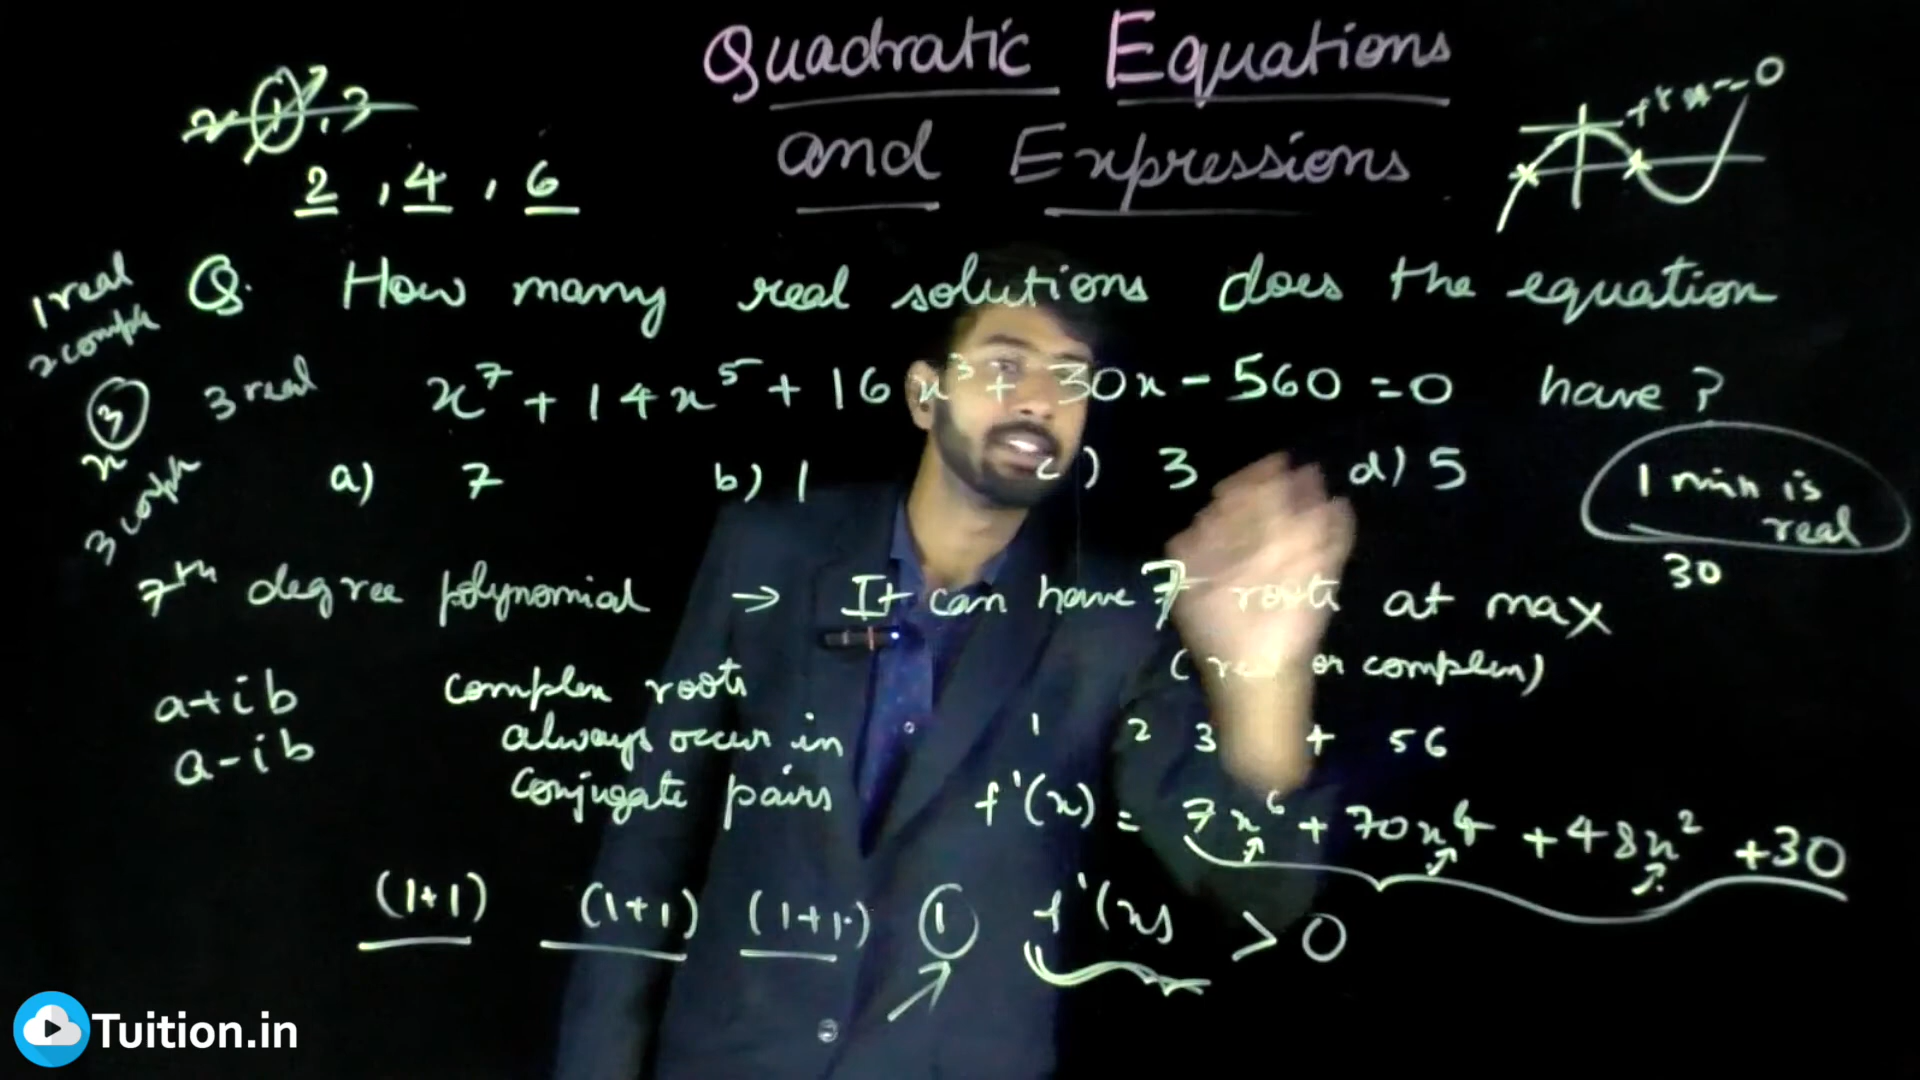 Quadratic Equations
and Expressions
2, 4, 6
1 real
2 comple
Q. How many real solutions does the equation
3 real
x⁷ + 14x⁵ + 16x³ + 30x - 560 = 0 have?
3
a) 7 b) 1 c) 3 d) 5
1 min is
real
30
7th degree polynomial → It can have 7 roots at max
(real or complex)
a+ib
a-ib
complex roots
always occur in
conjugate pairs
1 2 3 + 56
f'(x) = 7x⁶ + 70x⁴ + 48x² + 30
(1+1) (1+1) (1+1) 1 f'(x) > 0
Tuition.in